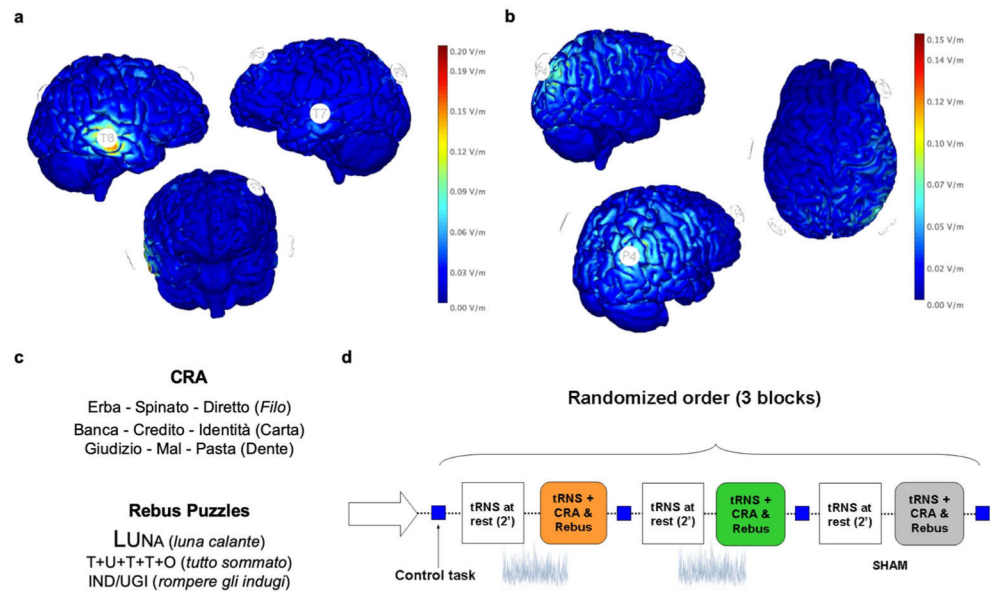 a
T8
T7
0.20 V/m
0.19 V/m
0.15 V/m
0.12 V/m
0.09 V/m
0.06 V/m
0.03 V/m
0.00 V/m
b
F4
P4
0.15 V/m
0.14 V/m
0.12 V/m
0.10 V/m
0.07 V/m
0.05 V/m
0.02 V/m
0.00 V/m
c
CRA
Erba - Spinato - Diretto (Filo)
Banca - Credito - Identità (Carta)
Giudizio - Mal - Pasta (Dente)
Rebus Puzzles
LUNA (luna calante)
T+U+T+T+O (tutto sommato)
IND/UGI (rompere gli indugi)
d
Randomized order (3 blocks)
tRNS at
rest (2')
tRNS +
CRA &
Rebus
tRNS at
rest (2')
tRNS +
CRA &
Rebus
tRNS at
rest (2')
tRNS +
CRA &
Rebus
Control task
SHAM